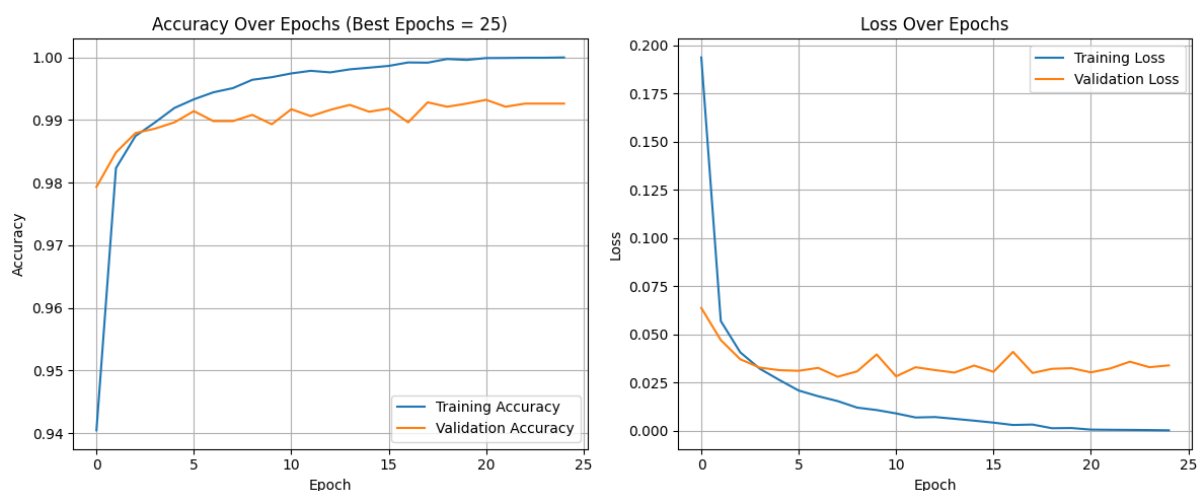 Accuracy Over Epochs (Best Epochs = 25)
1.00
0.99
0.98
0.97
0.96
0.95
0.94
Accuracy
0
5
10
15
20
25
Epoch
Training Accuracy
Validation Accuracy
Loss Over Epochs
0.200
0.175
0.150
0.125
0.100
0.075
0.050
0.025
0.000
Loss
0
5
10
15
20
25
Epoch
Training Loss
Validation Loss